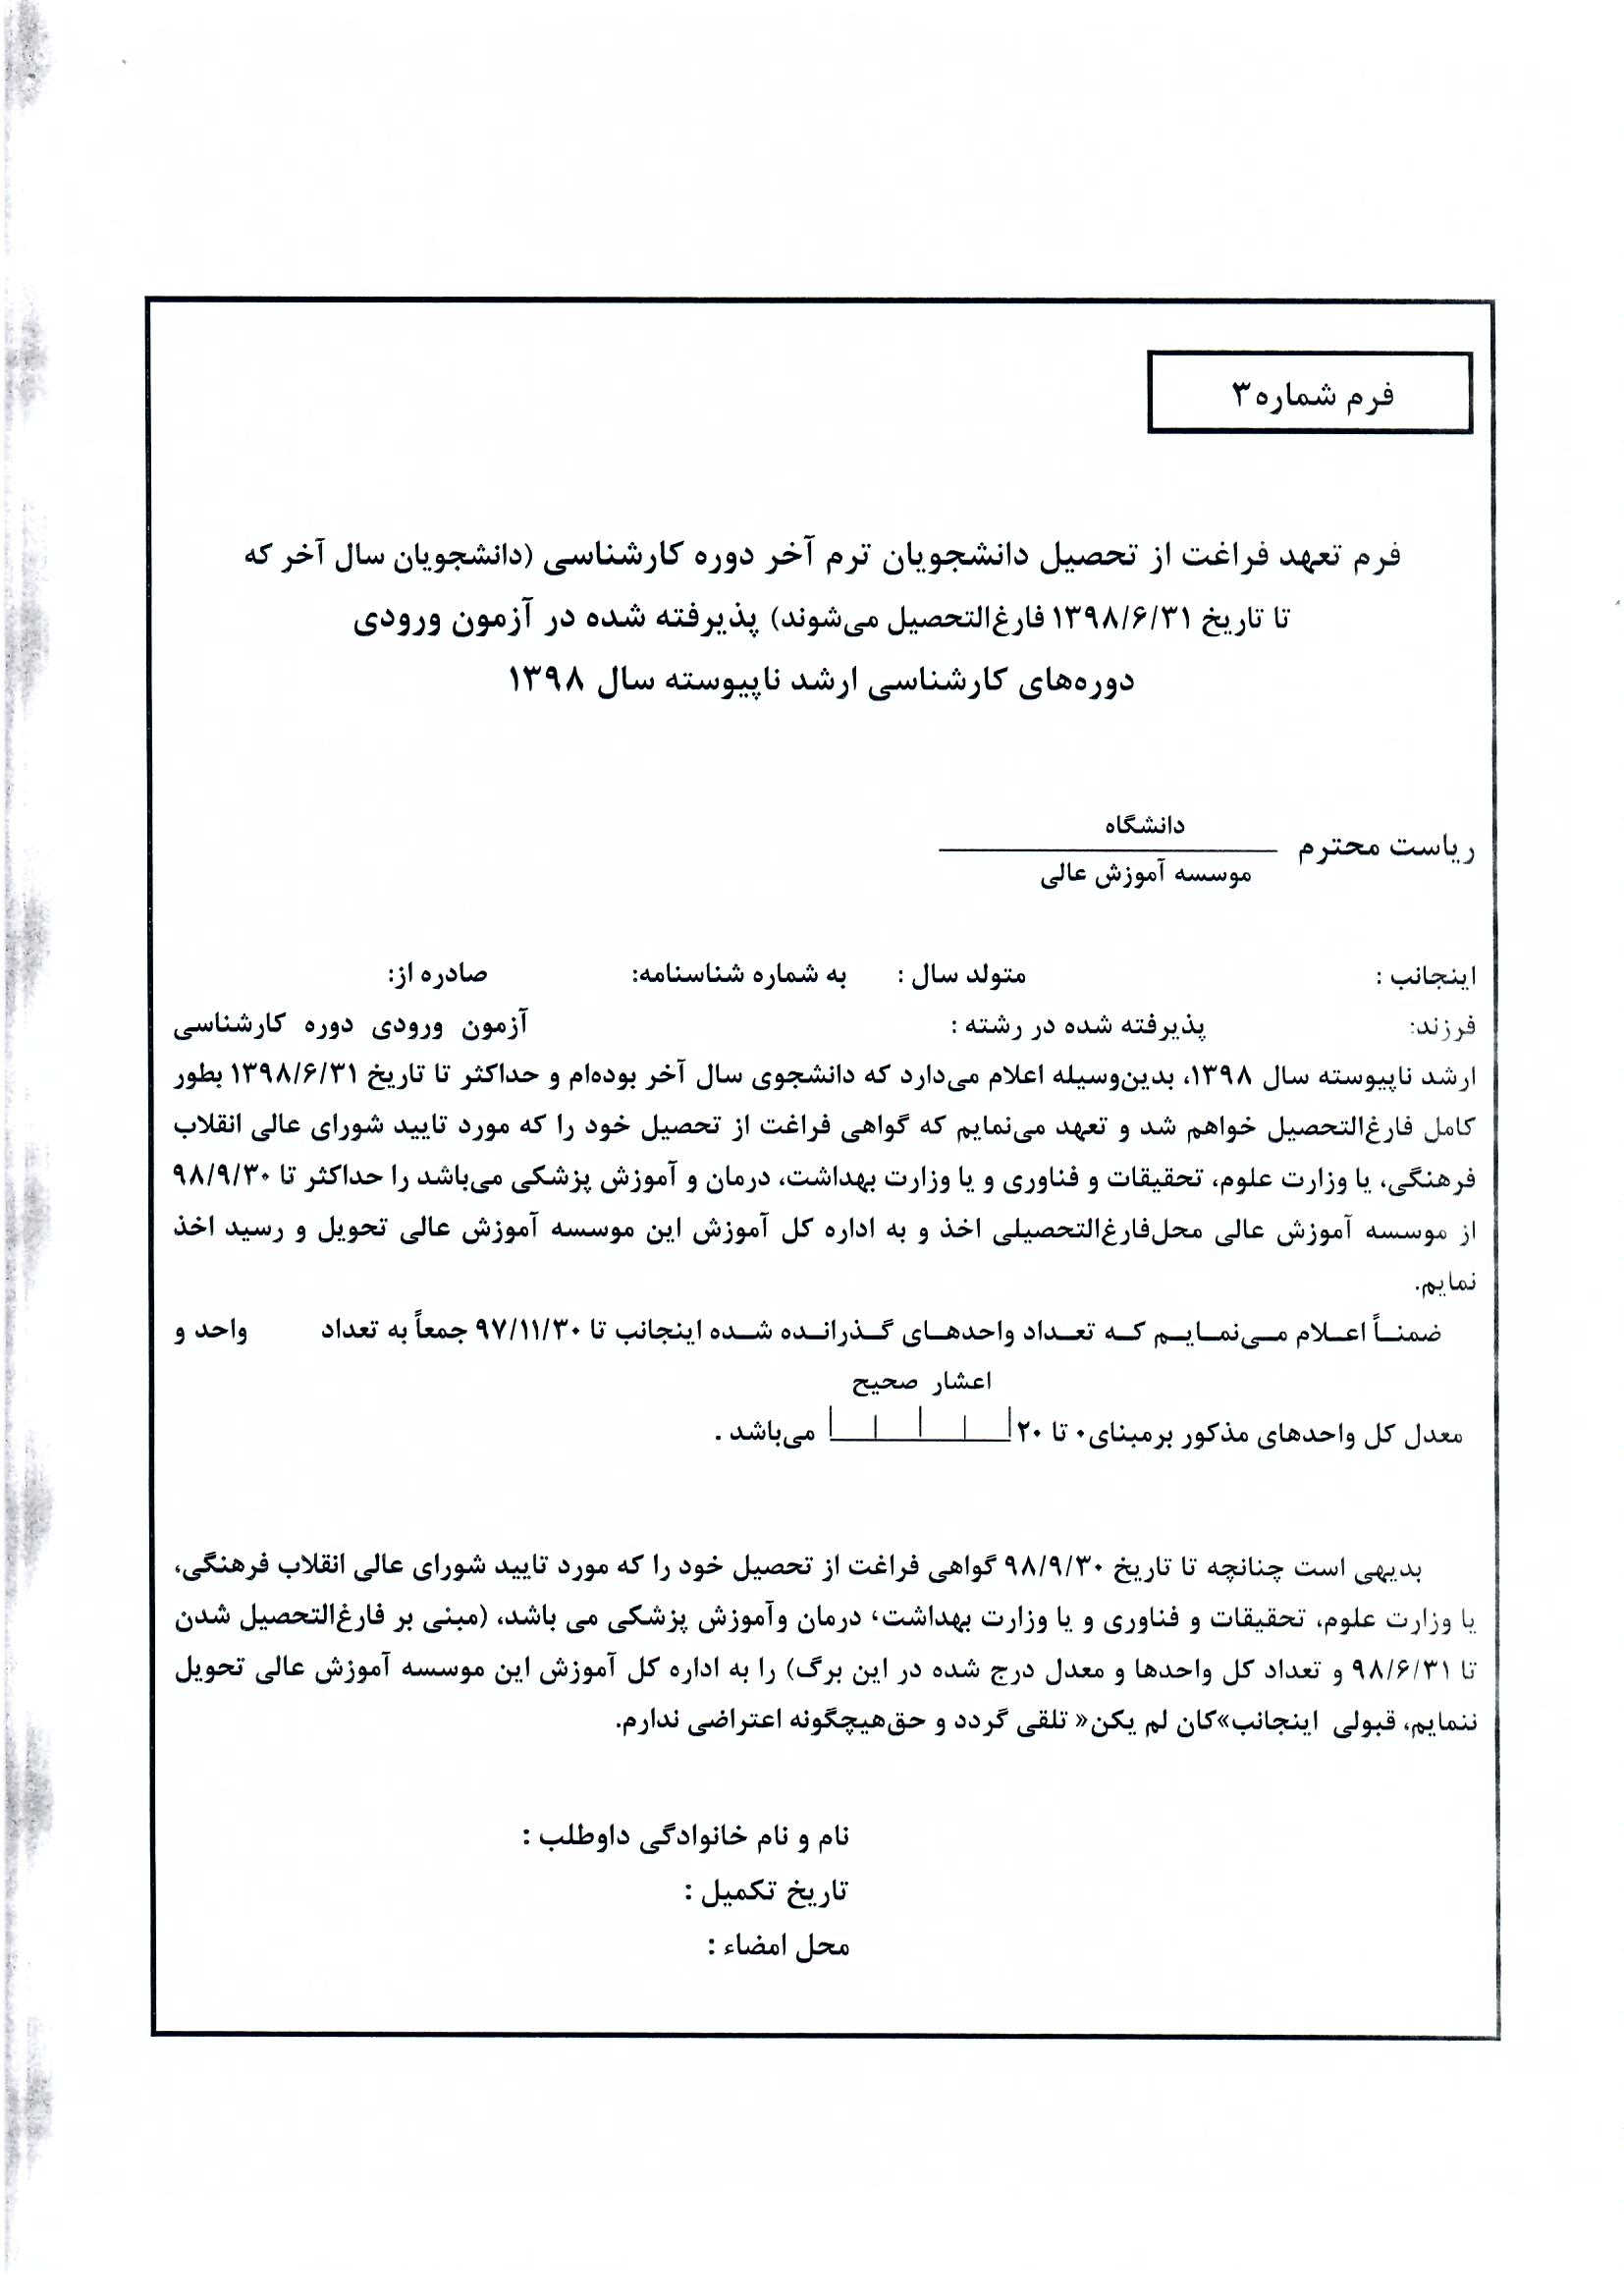 فرم شماره۳
فرم تعهد فراغت از تحصیل دانشجویان ترم آخر دوره کارشناسی (دانشجویان سال آخر که
تا تاریخ ۱۳۹۸/۶/۳۱ فارغ‌التحصیل می‌شوند) پذیرفته شده در آزمون ورودی
دوره‌های کارشناسی ارشد ناپیوسته سال ۱۳۹۸
ریاست محترم دانشگاه
موسسه آموزش عالی
اینجانب : متولد سال : به شماره شناسنامه: صادره از:
فرزند: پذیرفته شده در رشته : آزمون ورودی دوره کارشناسی
ارشد ناپیوسته سال ۱۳۹۸، بدین‌وسیله اعلام می‌دارد که دانشجوی سال آخر بوده‌ام و حداکثر تا تاریخ ۱۳۹۸/۶/۳۱ بطور
کامل فارغ‌التحصیل خواهم شد و تعهد می‌نمایم که گواهی فراغت از تحصیل خود را که مورد تایید شورای عالی انقلاب
فرهنگی، یا وزارت علوم، تحقیقات و فناوری و یا وزارت بهداشت، درمان و آموزش پزشکی می‌باشد را حداکثر تا ۹۸/۹/۳۰
از موسسه آموزش عالی محل‌فارغ‌التحصیلی اخذ و به اداره کل آموزش این موسسه آموزش عالی تحویل و رسید اخذ
نمایم.
ضمنـاً اعـلام مـی‌نمـایـم کـه تعـداد واحدهـای گـذرانـده شـده اینجانب تا ۹۷/۱۱/۳۰ جمعاً به تعداد واحد و
اعشار صحیح
معدل کل واحدهای مذکور برمبنای۰ تا ۲۰ می‌باشد .
بدیهی است چنانچه تا تاریخ ۹۸/۹/۳۰ گواهی فراغت از تحصیل خود را که مورد تایید شورای عالی انقلاب فرهنگی،
یا وزارت علوم، تحقیقات و فناوری و یا وزارت بهداشت، درمان وآموزش پزشکی می باشد، (مبنی بر فارغ‌التحصیل شدن
تا ۹۸/۶/۳۱ و تعداد کل واحدها و معدل درج شده در این برگ) را به اداره کل آموزش این موسسه آموزش عالی تحویل
ننمایم، قبولی اینجانب»کان لم یکن« تلقی گردد و حق‌هیچگونه اعتراضی ندارم.
نام و نام خانوادگی داوطلب :
تاریخ تکمیل :
محل امضاء :